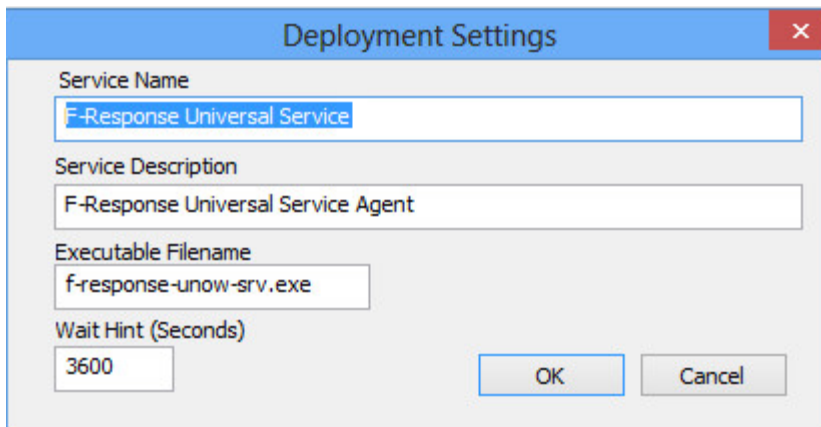 Deployment Settings
Service Name
F-Response Universal Service
Service Description
F-Response Universal Service Agent
Executable Filename
f-response-unow-srv.exe
Wait Hint (Seconds)
3600
OK
Cancel